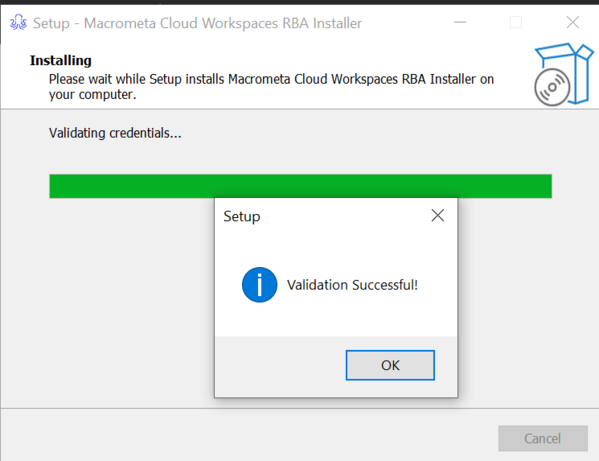 Setup - Macrometa Cloud Workspaces RBA Installer
Installing
Please wait while Setup installs Macrometa Cloud Workspaces RBA Installer on
your computer.
Validating credentials...
Setup
Validation Successful!
OK
Cancel